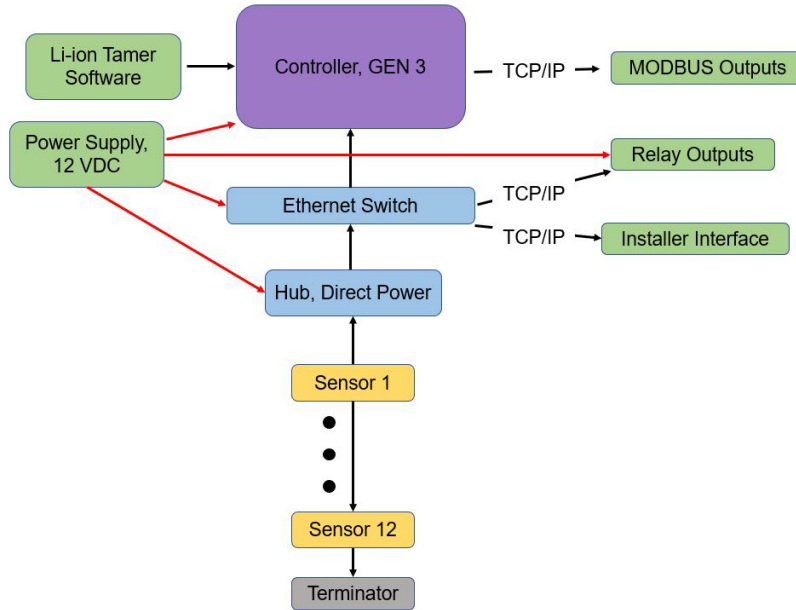 Li-ion Tamer
Software
Controller, GEN 3
TCP/IP
MODBUS Outputs
Power Supply,
12 VDC
Relay Outputs
TCP/IP
Ethernet Switch
TCP/IP
Installer Interface
Hub, Direct Power
Sensor 1
Sensor 12
Terminator